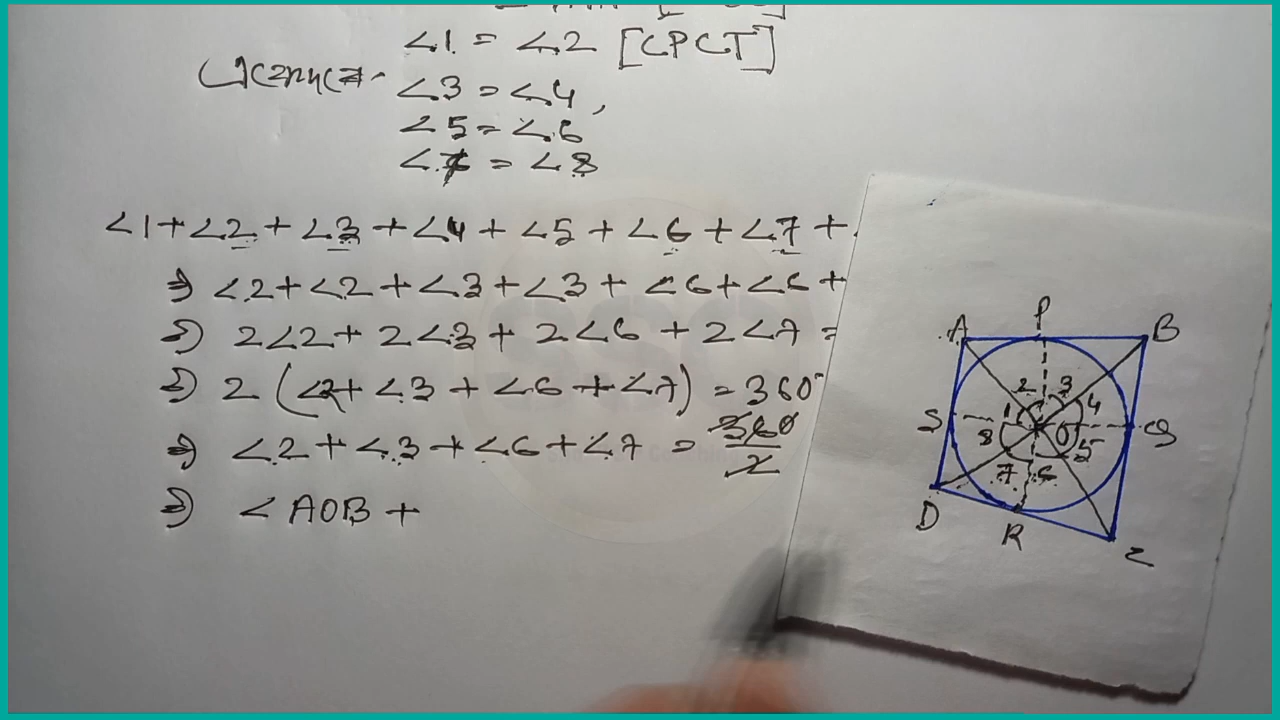 ∠1 = ∠2 [CPCT]
∠3 = ∠4,
∠5 = ∠6
∠7 = ∠8
∠1 + ∠2 + ∠3 + ∠4 + ∠5 + ∠6 + ∠7 +
⇒ ∠2 + ∠2 + ∠3 + ∠3 + ∠6 + ∠6 +
⇒ 2∠2 + 2∠3 + 2∠6 + 2∠7 =
⇒ 2 (∠2 + ∠3 + ∠6 + ∠7) = 360°
⇒ ∠2 + ∠3 + ∠6 + ∠7 = 360/2
⇒ ∠AOB +
P
A B
2 3
1 4
S O Q
8 5
7 6
D R C